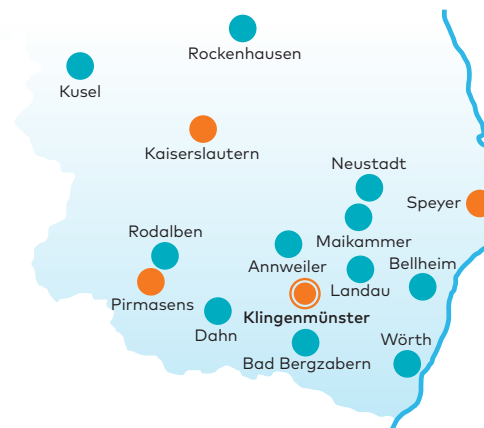 Rockenhausen
Kusel
Kaiserslautern
Neustadt
Speyer
Rodalben
Maikammer
Annweiler
Bellheim
Landau
Pirmasens
Klingenmünster
Dahn
Wörth
Bad Bergzabern